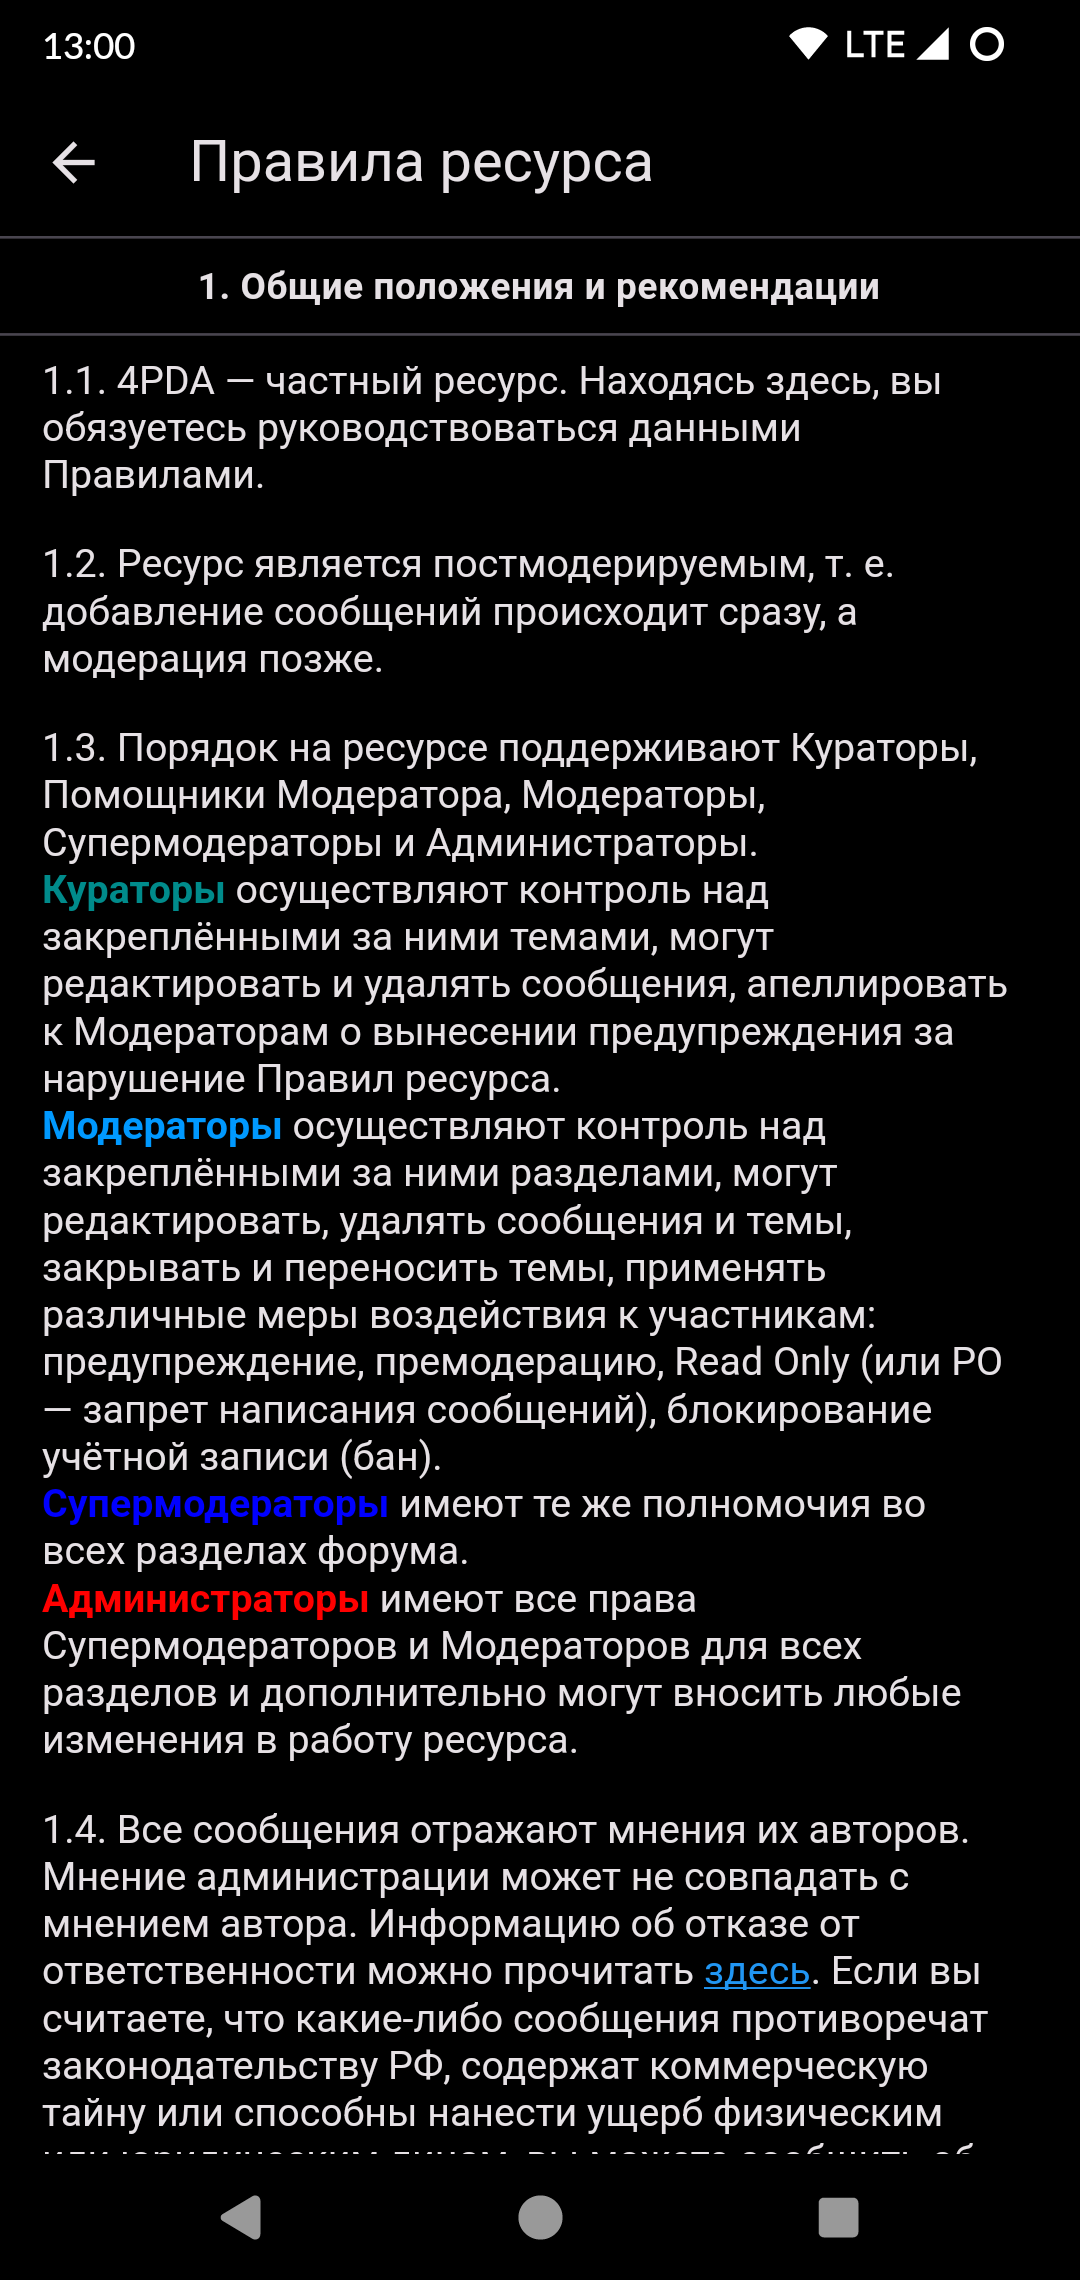 13:00
LTE
Правила ресурса
1. Общие положения и рекомендации
1.1. 4PDA — частный ресурс. Находясь здесь, вы
обязуетесь руководствоваться данными
Правилами.
1.2. Ресурс является постмодерируемым, т. е.
добавление сообщений происходит сразу, а
модерация позже.
1.3. Порядок на ресурсе поддерживают Кураторы,
Помощники Модератора, Модераторы,
Супермодераторы и Администраторы.
Кураторы осуществляют контроль над
закреплёнными за ними темами, могут
редактировать и удалять сообщения, апеллировать
к Модераторам о вынесении предупреждения за
нарушение Правил ресурса.
Модераторы осуществляют контроль над
закреплёнными за ними разделами, могут
редактировать, удалять сообщения и темы,
закрывать и переносить темы, применять
различные меры воздействия к участникам:
предупреждение, премодерацию, Read Only (или РО
— запрет написания сообщений), блокирование
учётной записи (бан).
Супермодераторы имеют те же полномочия во
всех разделах форума.
Администраторы имеют все права
Супермодераторов и Модераторов для всех
разделов и дополнительно могут вносить любые
изменения в работу ресурса.
1.4. Все сообщения отражают мнения их авторов.
Мнение администрации может не совпадать с
мнением автора. Информацию об отказе от
ответственности можно прочитать здесь. Если вы
считаете, что какие-либо сообщения противоречат
законодательству РФ, содержат коммерческую
тайну или способны нанести ущерб физическим
или юридическим лицам, вы можете сообщить об